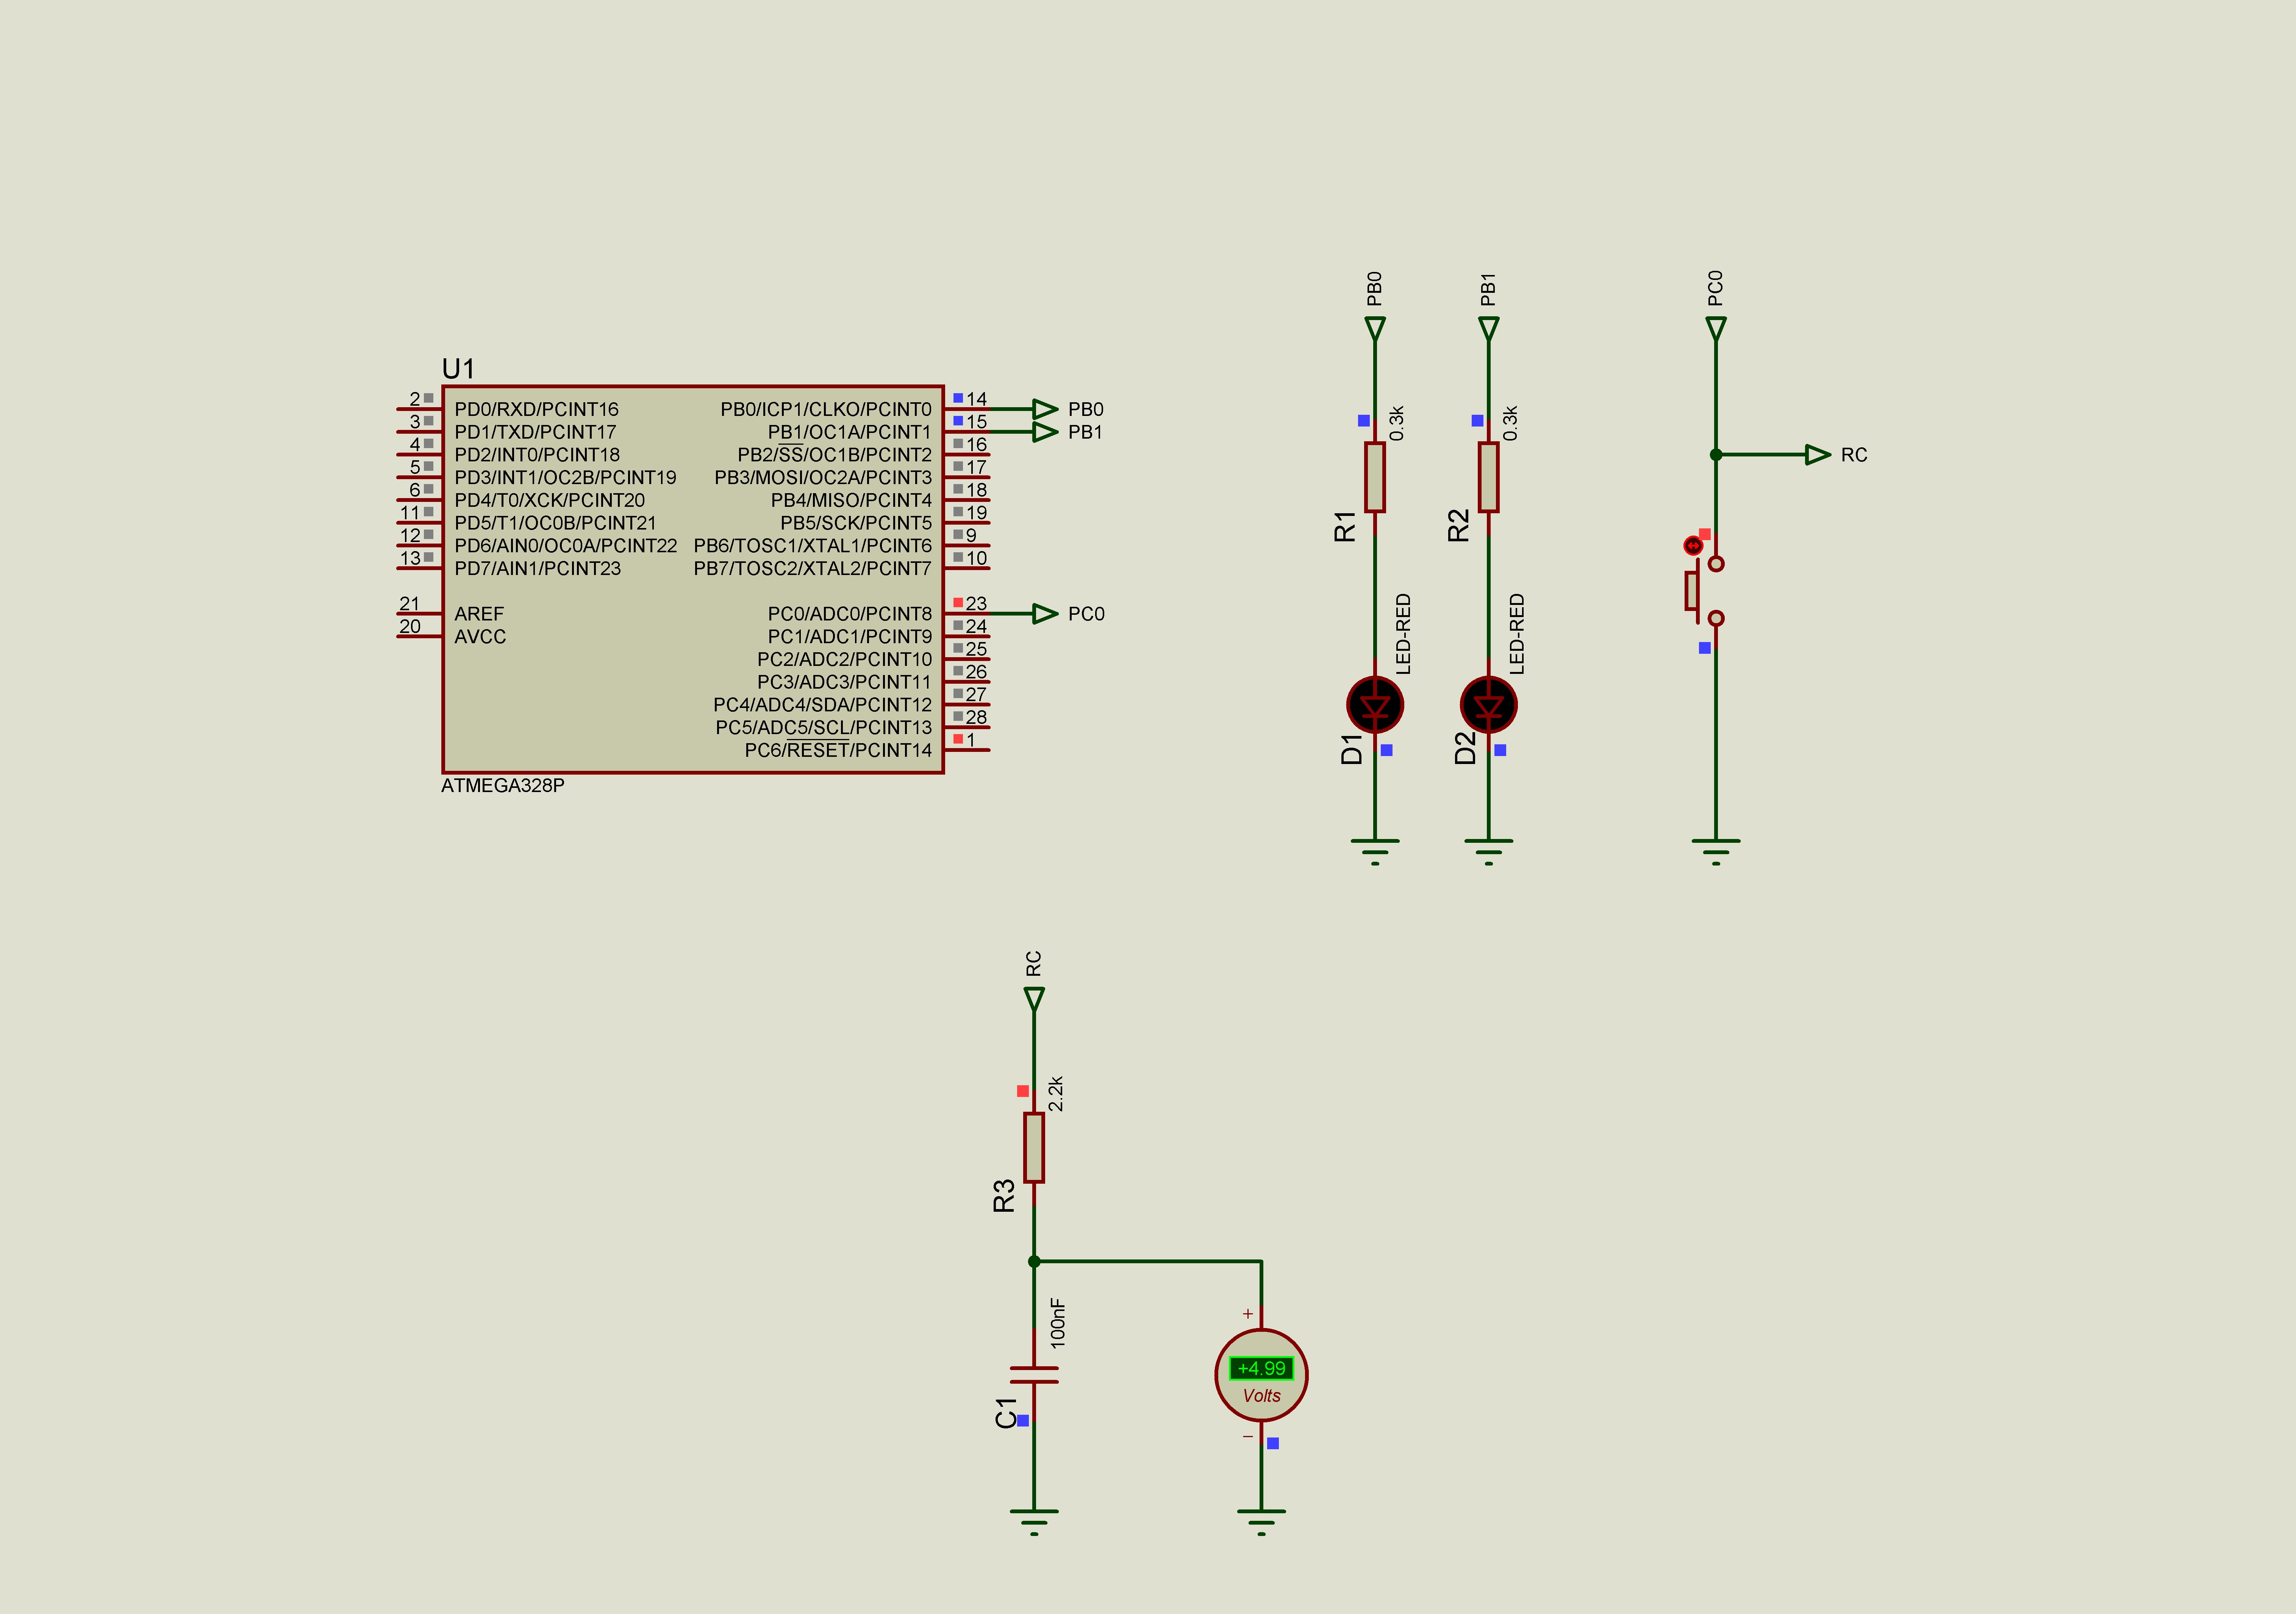 U1
2 PD0/RXD/PCINT16 PB0/ICP1/CLKO/PCINT0 14 PB0
3 PD1/TXD/PCINT17 PB1/OC1A/PCINT1 15 PB1
4 PD2/INT0/PCINT18 PB2/SS/OC1B/PCINT2 16
5 PD3/INT1/OC2B/PCINT19 PB3/MOSI/OC2A/PCINT3 17
6 PD4/T0/XCK/PCINT20 PB4/MISO/PCINT4 18
11 PD5/T1/OC0B/PCINT21 PB5/SCK/PCINT5 19
12 PD6/AIN0/OC0A/PCINT22 PB6/TOSC1/XTAL1/PCINT6 9
13 PD7/AIN1/PCINT23 PB7/TOSC2/XTAL2/PCINT7 10
21 AREF PC0/ADC0/PCINT8 23 PC0
20 AVCC PC1/ADC1/PCINT9 24
PC2/ADC2/PCINT10 25
PC3/ADC3/PCINT11 26
PC4/ADC4/SDA/PCINT12 27
PC5/ADC5/SCL/PCINT13 28
PC6/RESET/PCINT14 1
ATMEGA328P
PB0
0.3k
R1
LED-RED
D1
PB1
0.3k
R2
LED-RED
D2
PC0
RC
RC
2.2k
R3
100nF
C1
+
+4.99
Volts
−